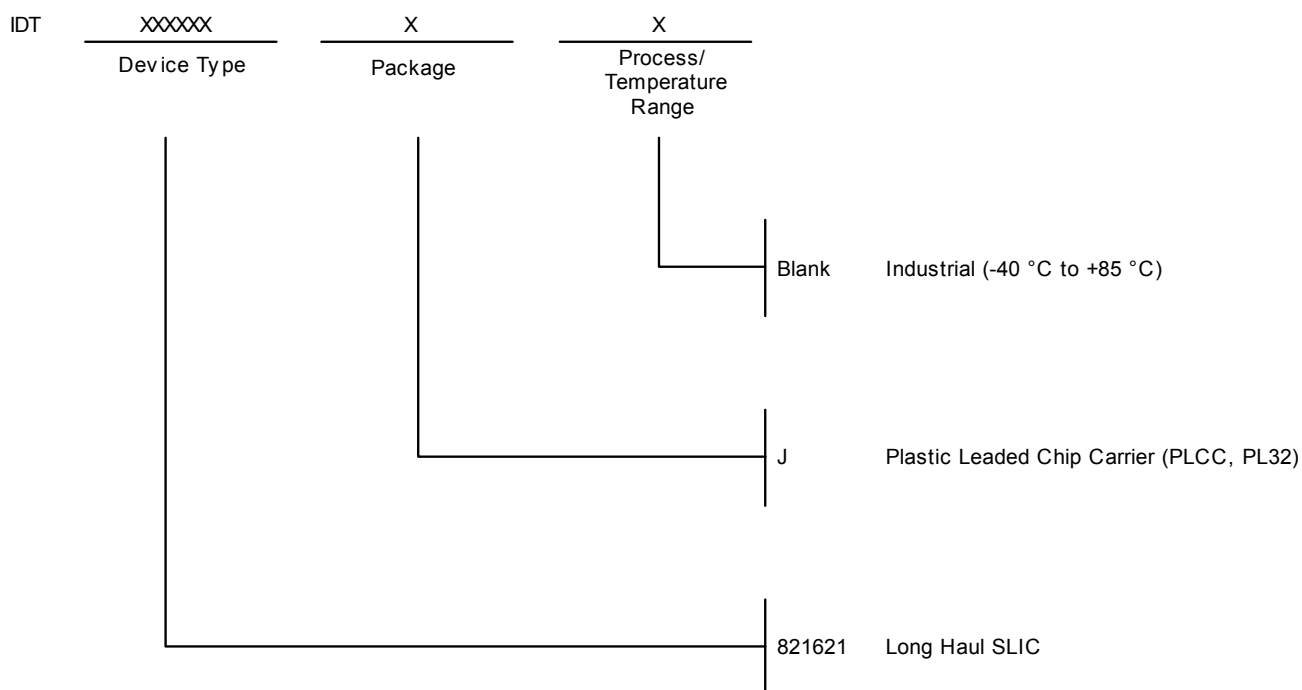 IDT XXXXXX X X
Device Type Package Process/
Temperature
Range
Blank Industrial (-40 °C to +85 °C)
J Plastic Leaded Chip Carrier (PLCC, PL32)
821621 Long Haul SLIC